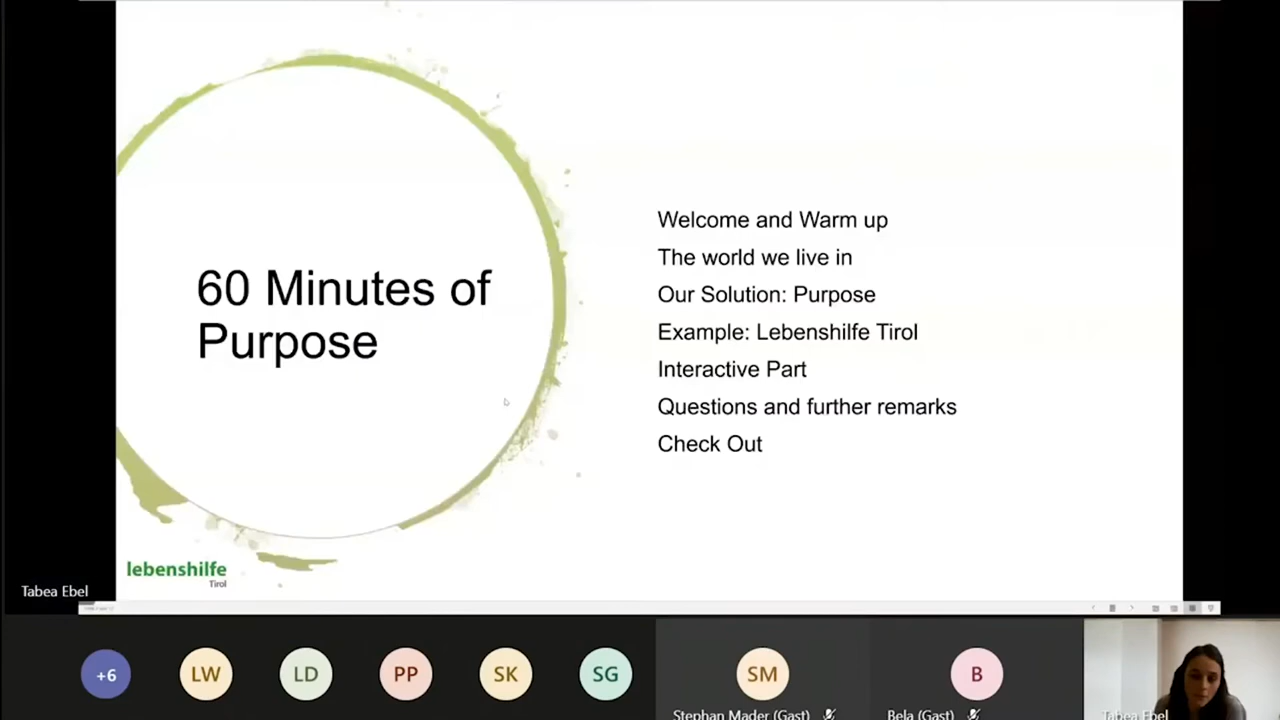 60 Minutes of
Purpose
Welcome and Warm up
The world we live in
Our Solution: Purpose
Example: Lebenshilfe Tirol
Interactive Part
Questions and further remarks
Check Out
lebenshilfe
Tirol
Tabea Ebel
+6
LW
LD
PP
SK
SG
SM
B
Stephan Mader (Gast)
Bela (Gast)
Tabea Ebel